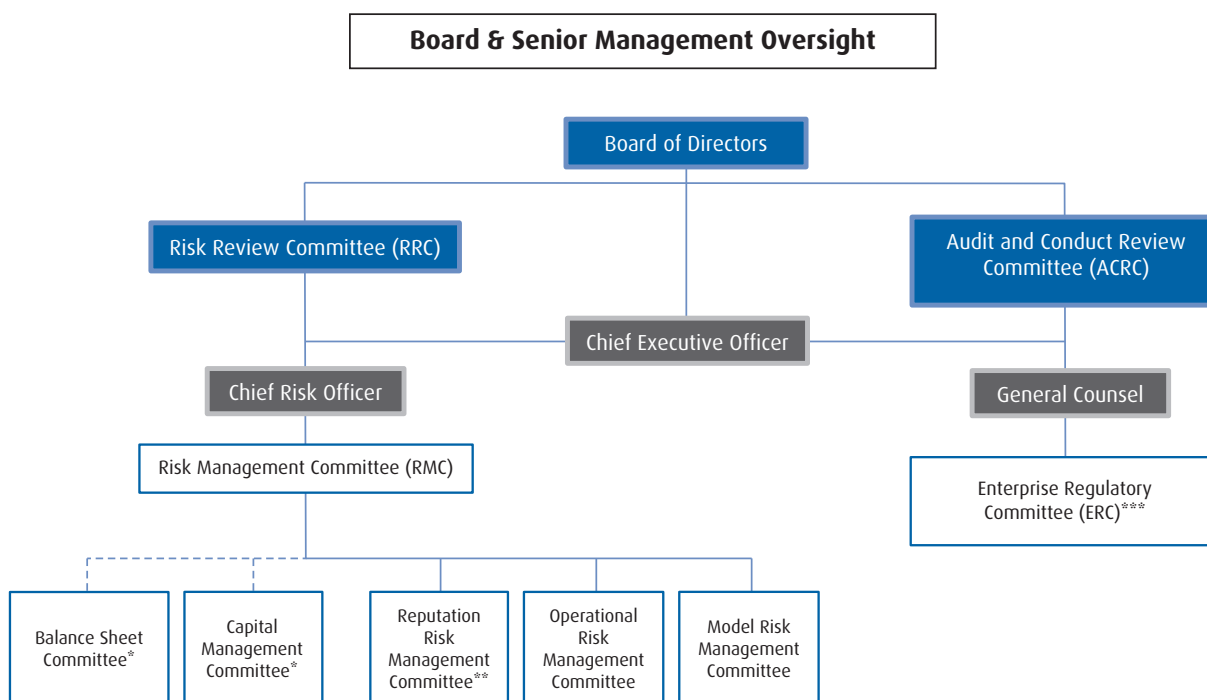 Board & Senior Management Oversight
Board of Directors
Risk Review Committee (RRC)
Audit and Conduct Review
Committee (ACRC)
Chief Executive Officer
Chief Risk Officer
General Counsel
Risk Management Committee (RMC)
Enterprise Regulatory
Committee (ERC)***
Balance Sheet
Committee*
Capital
Management
Committee*
Reputation
Risk
Management
Committee**
Operational
Risk
Management
Committee
Model Risk
Management
Committee